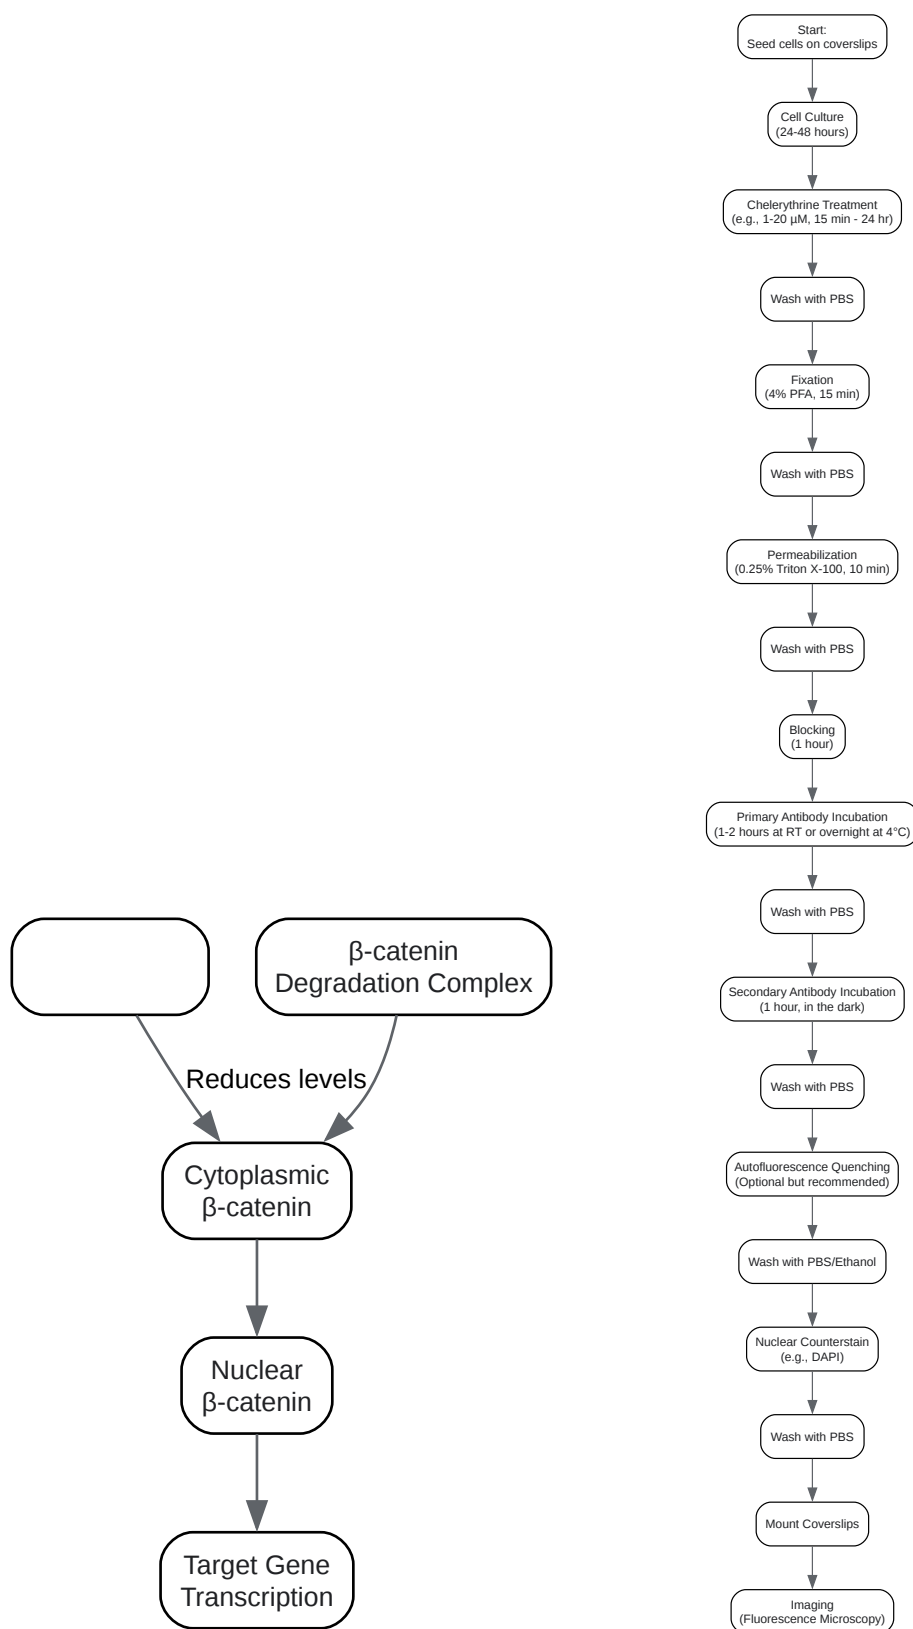 Start:
Seed cells on coverslips
Cell Culture
(24-48 hours)
Chelerythrine Treatment
(e.g., 1-20 µM, 15 min - 24 hr)
Wash with PBS
Fixation
(4% PFA, 15 min)
Wash with PBS
Permeabilization
(0.25% Triton X-100, 10 min)
Wash with PBS
Blocking
(1 hour)
Primary Antibody Incubation
(1-2 hours at RT or overnight at 4°C)
Wash with PBS
Secondary Antibody Incubation
(1 hour, in the dark)
Wash with PBS
Autofluorescence Quenching
(Optional but recommended)
Wash with PBS/Ethanol
Nuclear Counterstain
(e.g., DAPI)
Wash with PBS
Mount Coverslips
Imaging
(Fluorescence Microscopy)
β-catenin
Degradation Complex
Reduces levels
Cytoplasmic
β-catenin
Nuclear
β-catenin
Target Gene
Transcription